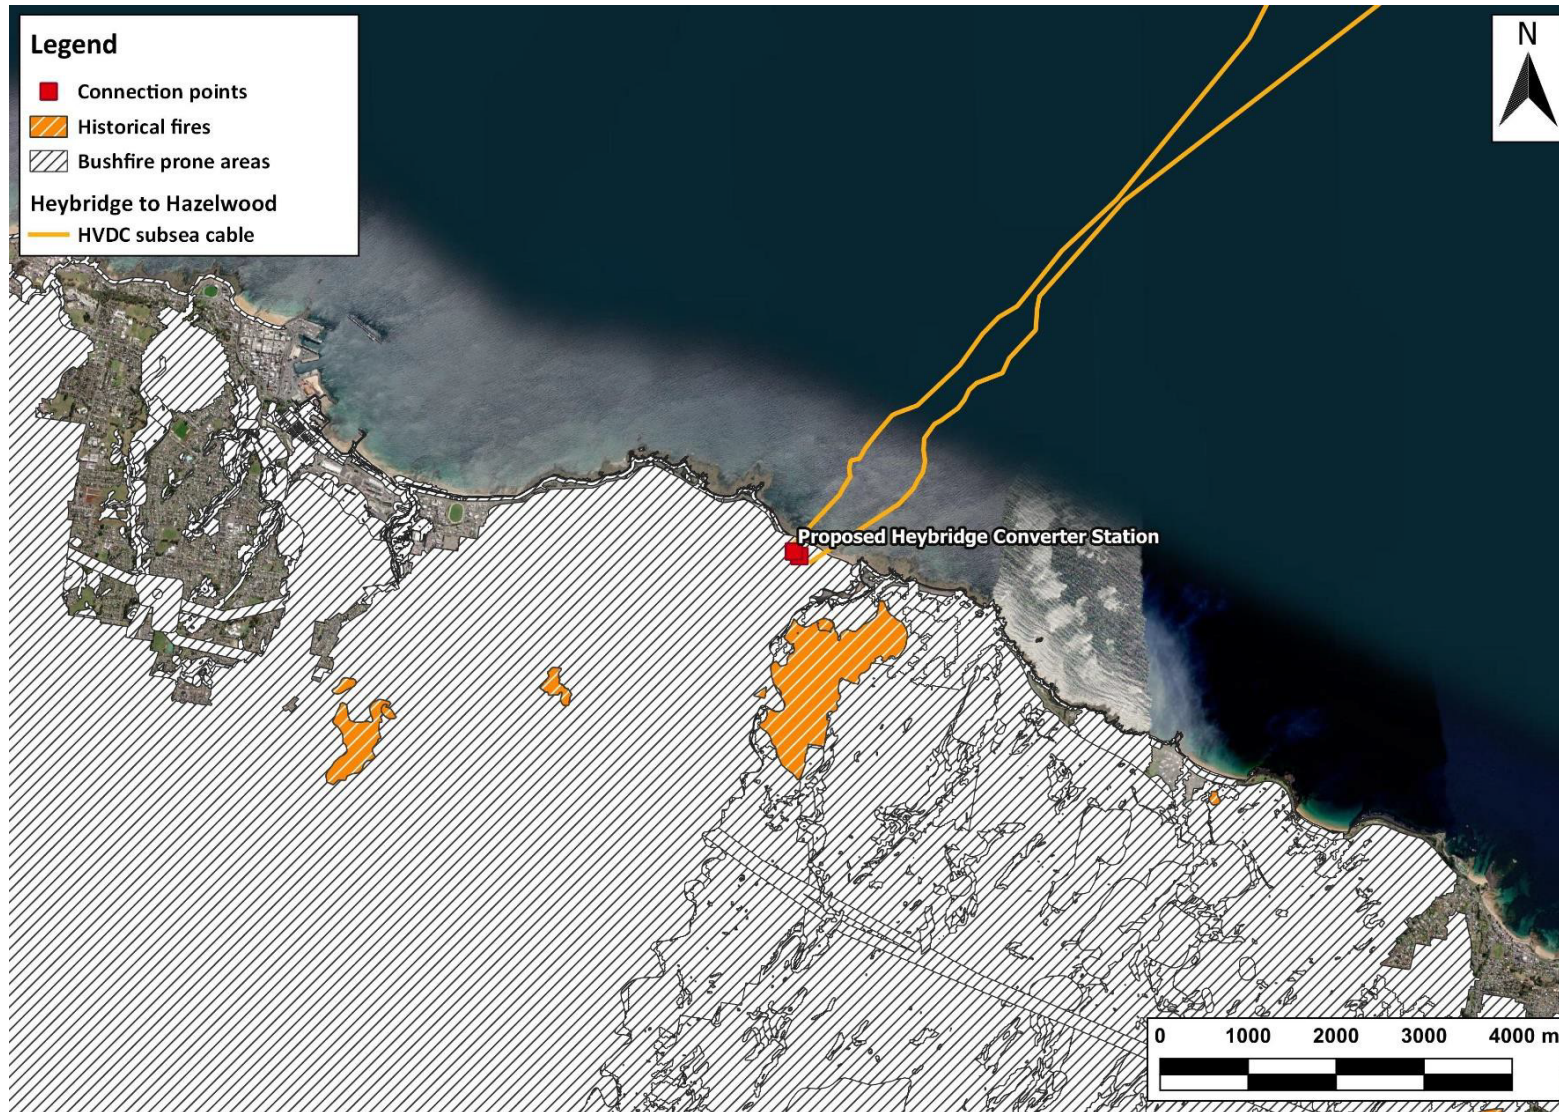 Legend
Connection points
Historical fires
Bushfire prone areas
Heybridge to Hazelwood
HVDC subsea cable
N
Proposed Heybridge Converter Station
0 1000 2000 3000 4000 m